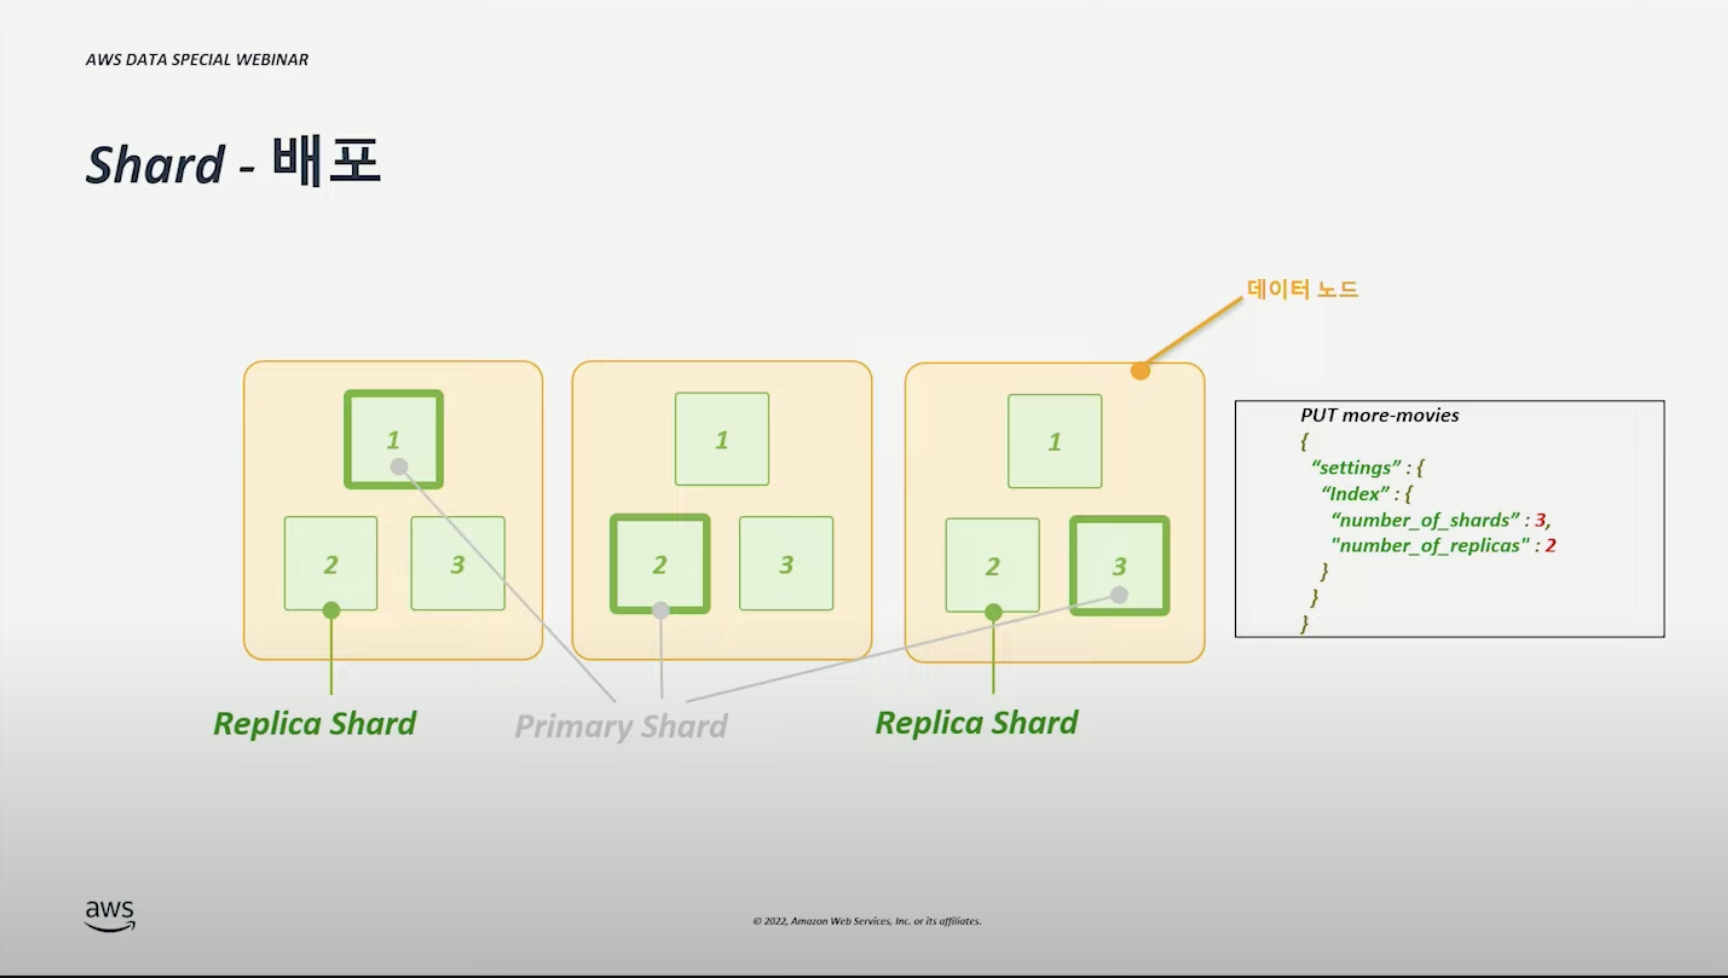 AWS DATA SPECIAL WEBINAR
Shard - 배포
데이터 노드
1
2
3
1
2
3
1
2
3
Replica Shard
Primary Shard
Replica Shard
PUT more-movies
{
“settings” : {
“Index” : {
“number_of_shards” : 3,
"number_of_replicas" : 2
}
}
}
aws
© 2022, Amazon Web Services, Inc. or its affiliates.